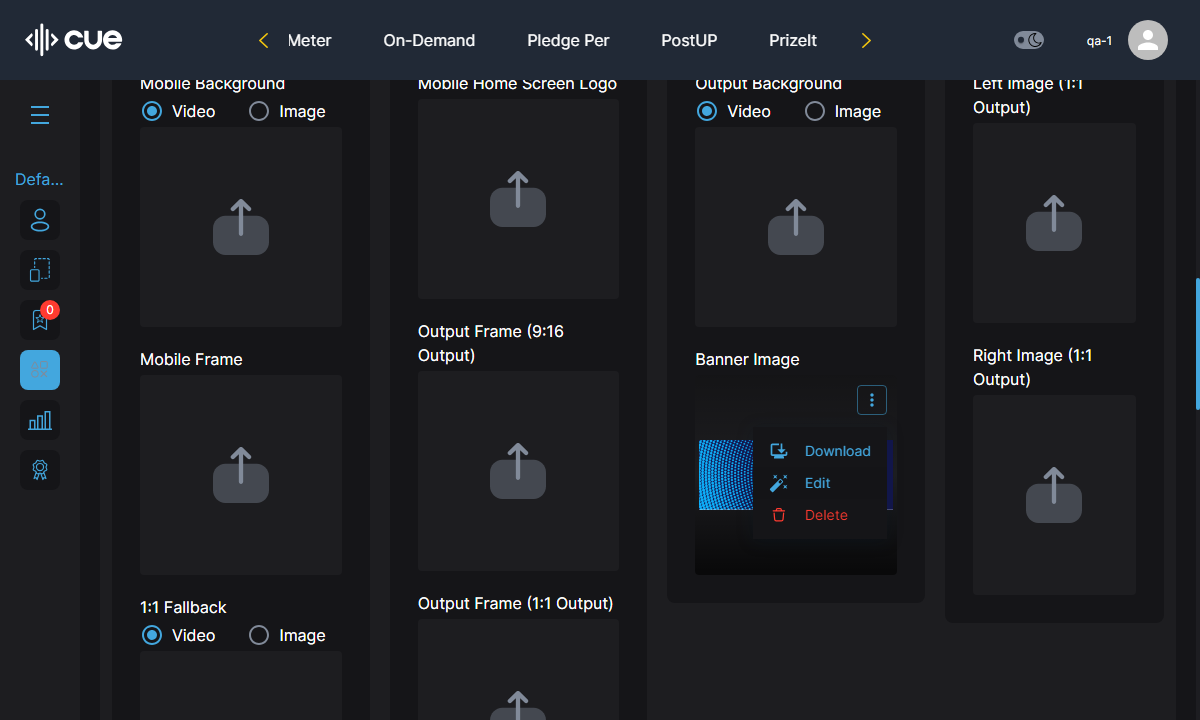 cue
Meter
On-Demand
Pledge Per
PostUP
PrizeIt
qa-1
Defa...
0
Mobile Background
Video
Image
Mobile Frame
1:1 Fallback
Video
Image
Mobile Home Screen Logo
Output Frame (9:16
Output)
Output Frame (1:1 Output)
Output Background
Video
Image
Banner Image
Download
Edit
Delete
Left Image (1:1
Output)
Right Image (1:1
Output)